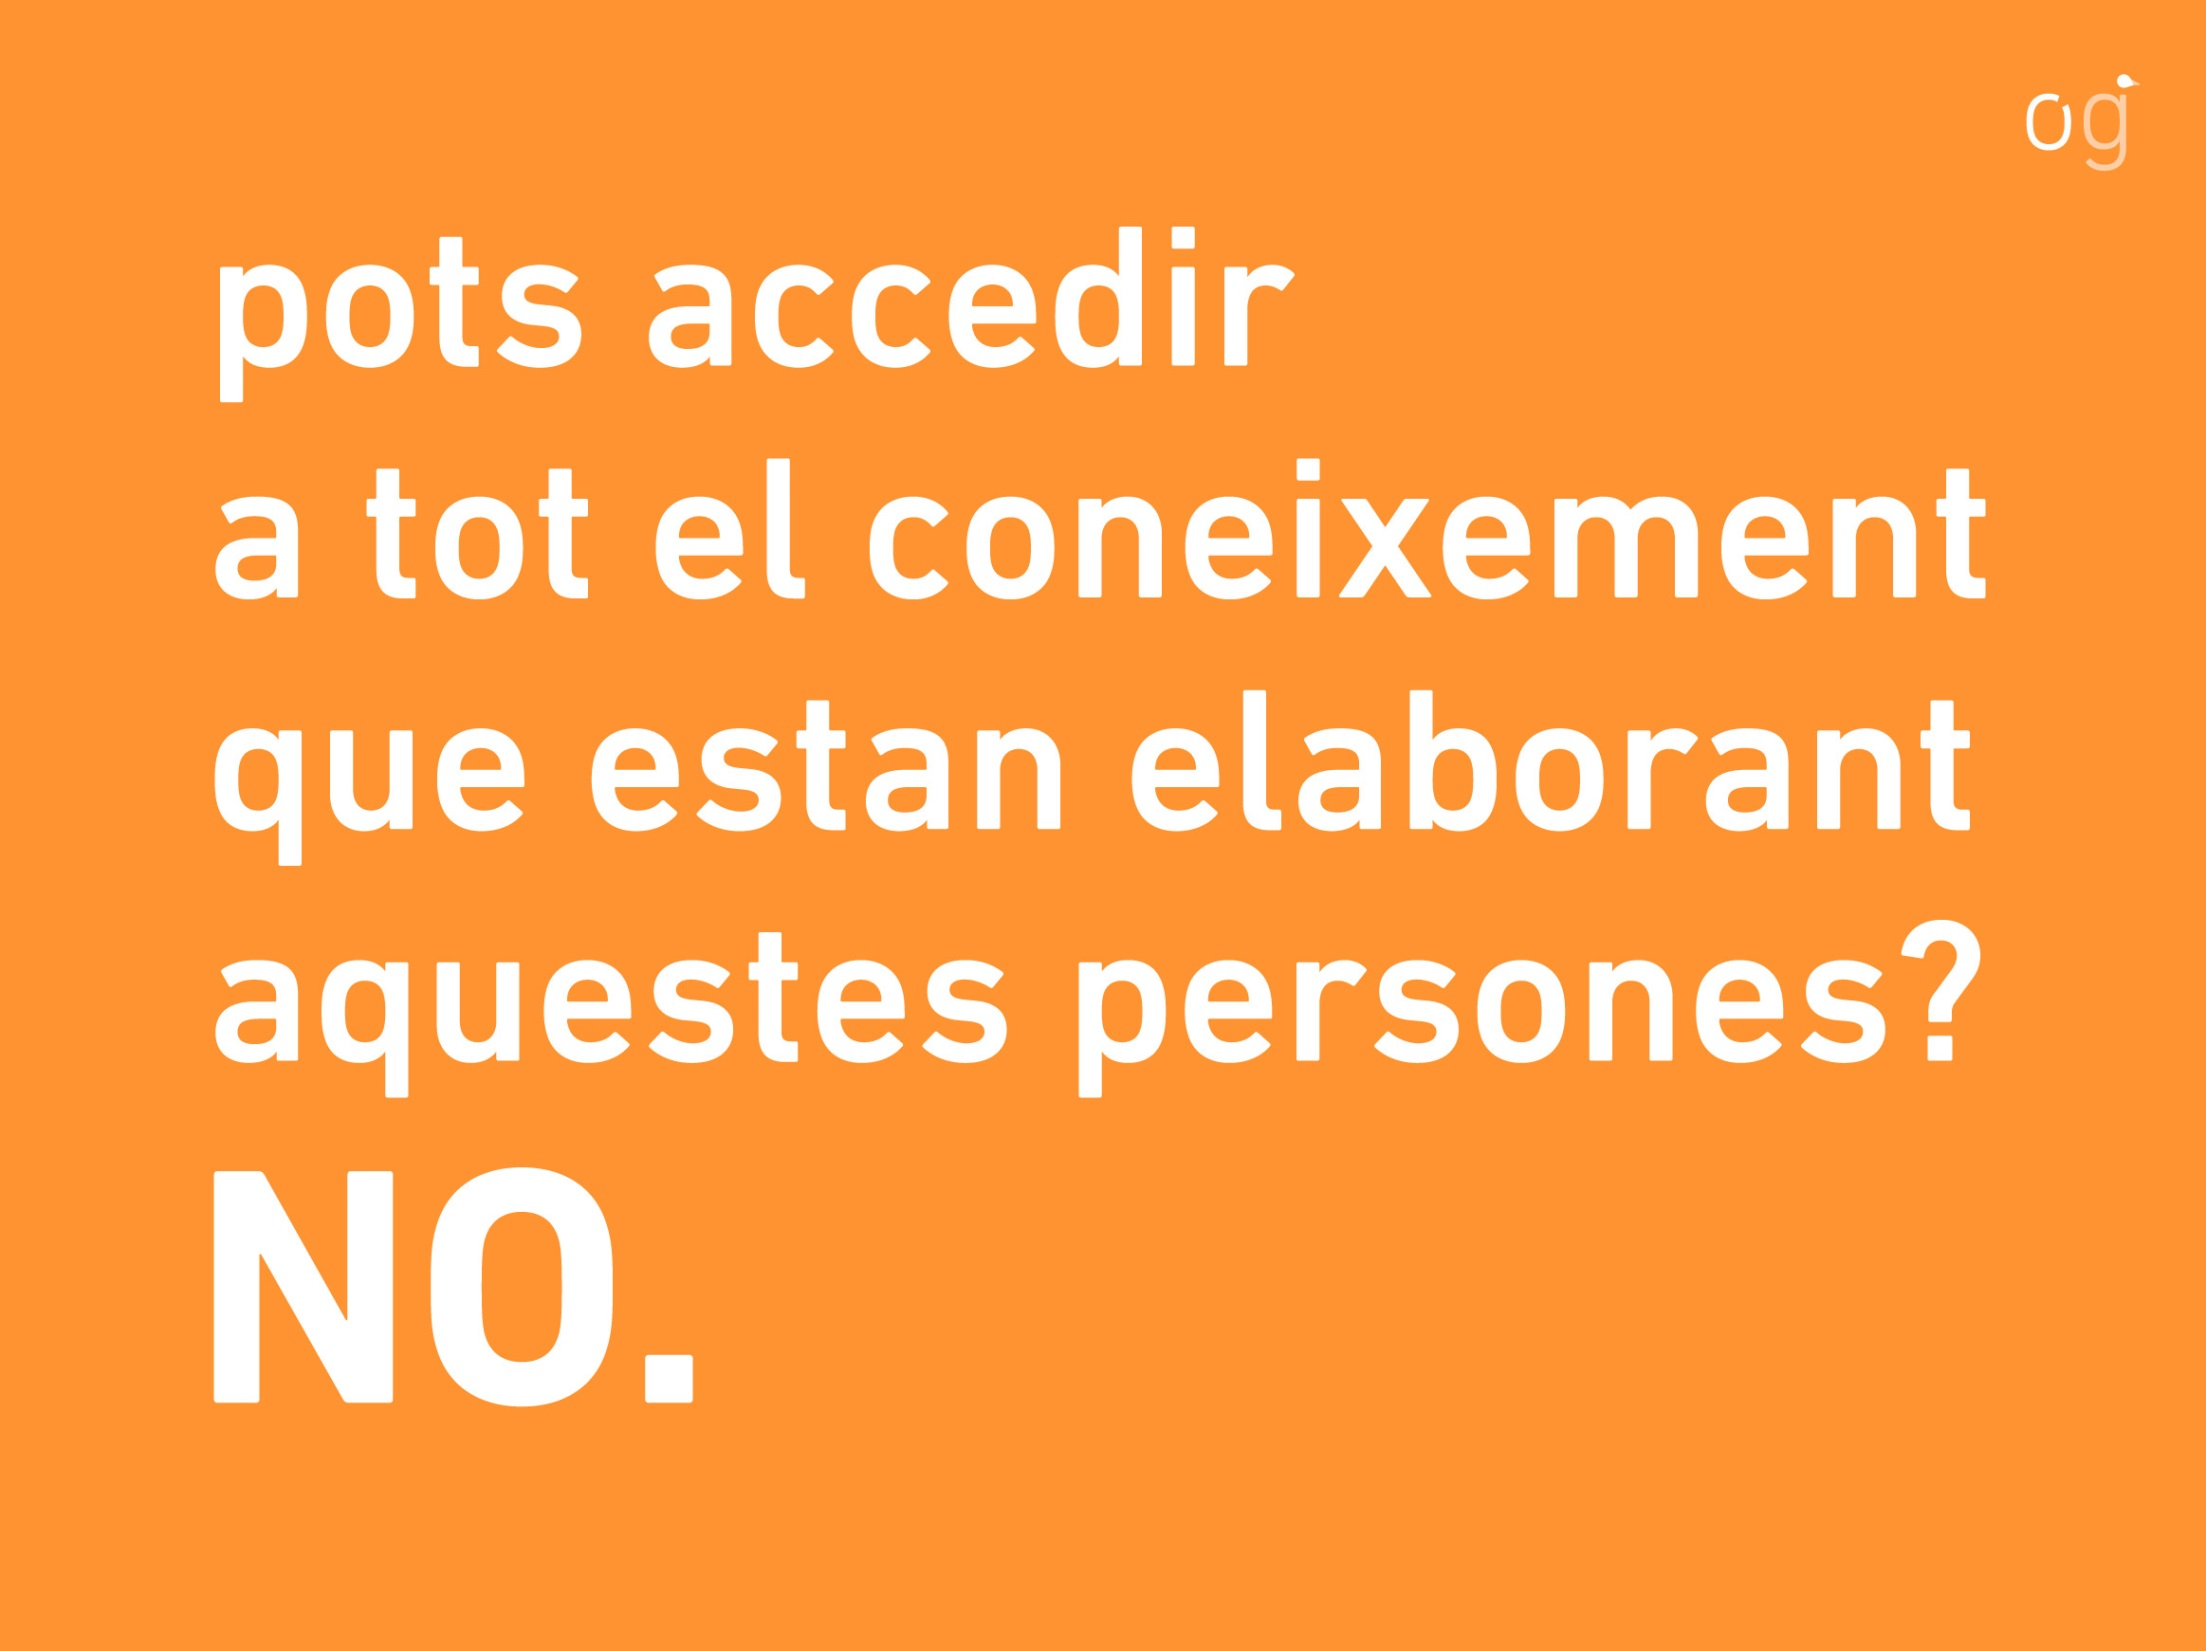 og
pots accedir
a tot el coneixement
que estan elaborant
aquestes persones?
NO.